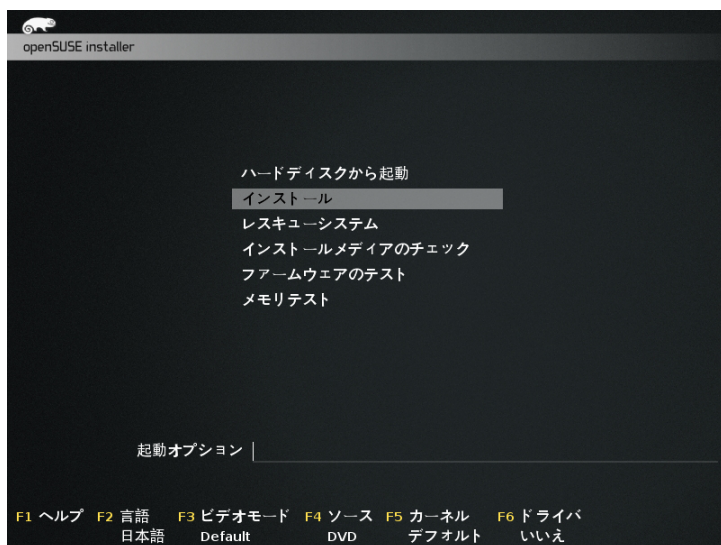 openSUSE installer
ハードディスクから起動
インストール
レスキューシステム
インストールメディアのチェック
ファームウェアのテスト
メモリテスト
起動オプション
F1 ヘルプ F2 言語 F3 ビデオモード F4 ソース F5 カーネル F6 ドライバ
日本語 Default DVD デフォルト いいえ